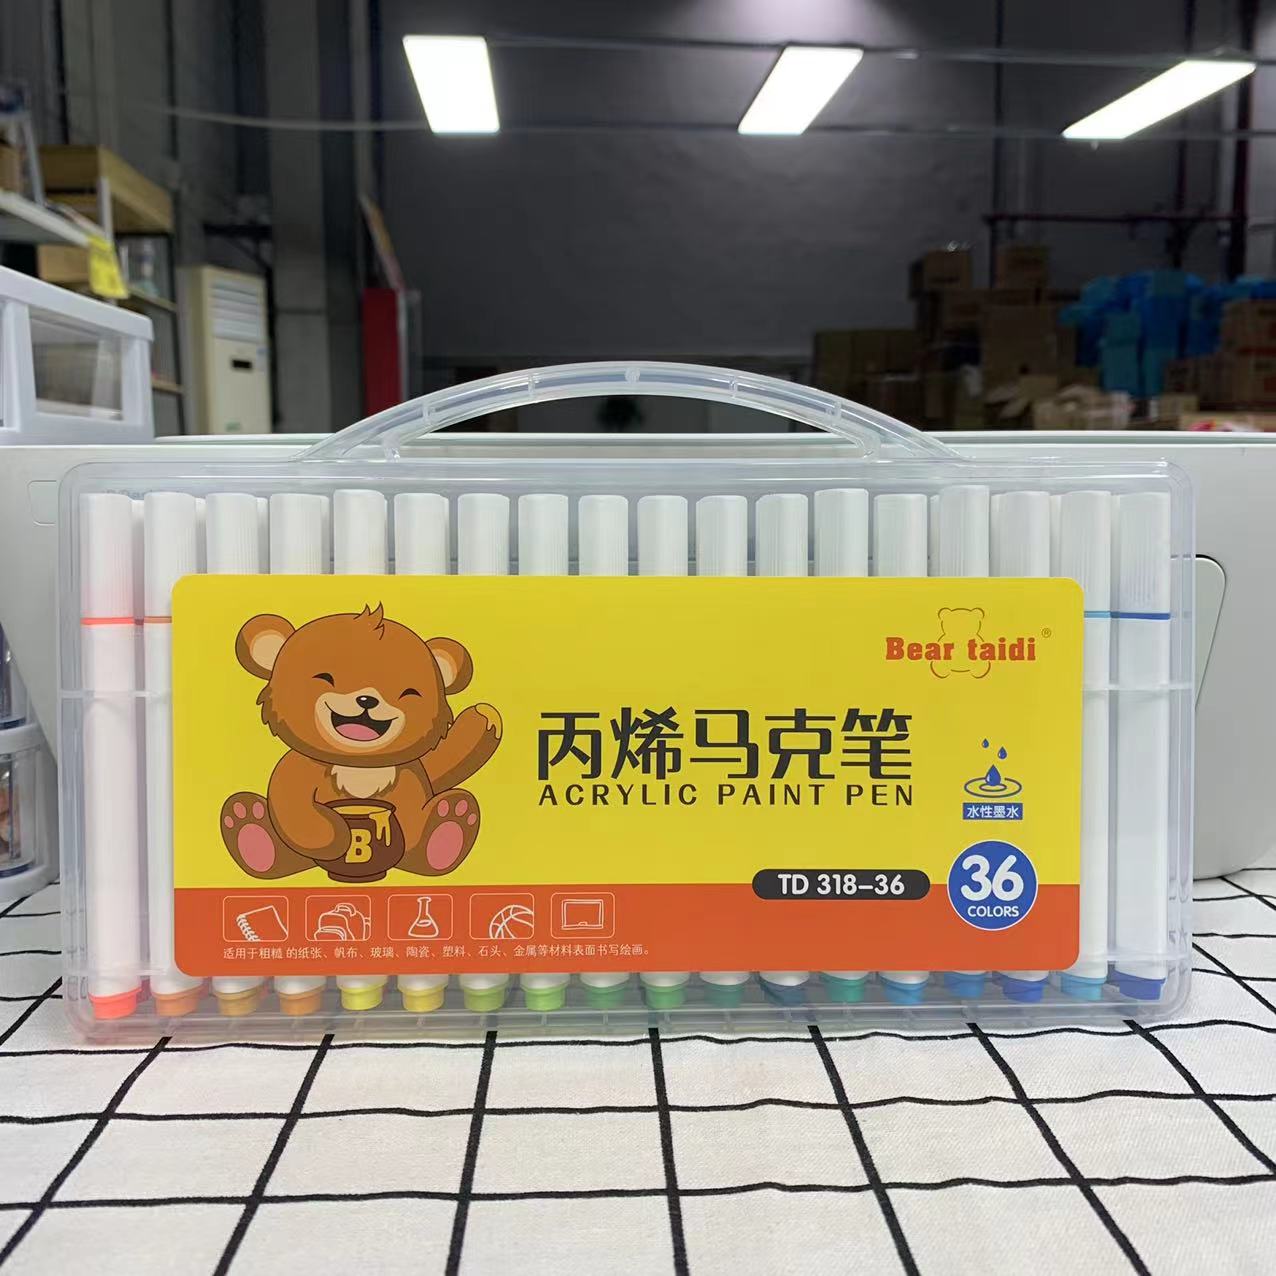 Bear taidi®
丙烯马克笔
ACRYLIC PAINT PEN
水性墨水
B
TD 318-36
36
COLORS
适用于粗糙的纸张、帆布、玻璃、陶瓷、塑料、石头、金属等材料表面书写绘画。